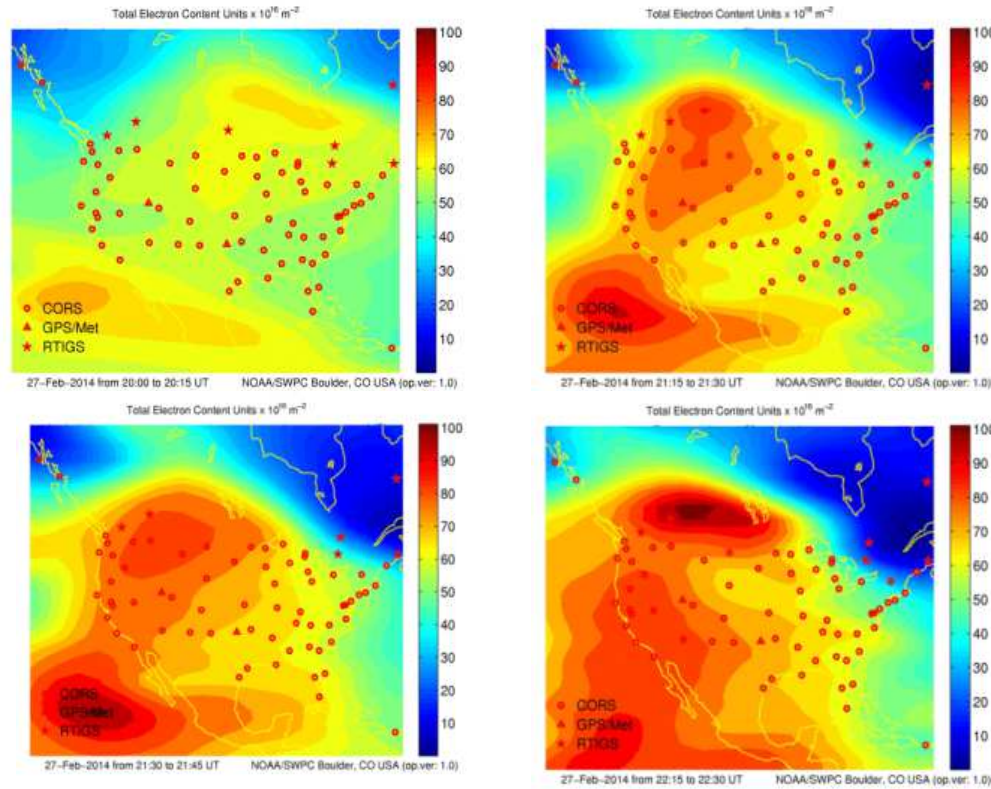 Total Electron Content Units x 10^16 m^-2
100
90
80
70
60
50
40
30
20
10
CORS
GPS/Met
RTIGS
27-Feb-2014 from 20:00 to 20:15 UT NOAA/SWPC Boulder, CO USA (op.ver: 1.0)
Total Electron Content Units x 10^16 m^-2
100
90
80
70
60
50
40
30
20
10
CORS
GPS/Met
RTIGS
27-Feb-2014 from 21:15 to 21:30 UT NOAA/SWPC Boulder, CO USA (op.ver: 1.0)
Total Electron Content Units x 10^16 m^-2
100
90
80
70
60
50
40
30
20
10
CORS
GPS/Met
RTIGS
27-Feb-2014 from 21:30 to 21:45 UT NOAA/SWPC Boulder, CO USA (op.ver: 1.0)
Total Electron Content Units x 10^16 m^-2
100
90
80
70
60
50
40
30
20
10
CORS
GPS/Met
RTIGS
27-Feb-2014 from 22:15 to 22:30 UT NOAA/SWPC Boulder, CO USA (op.ver: 1.0)